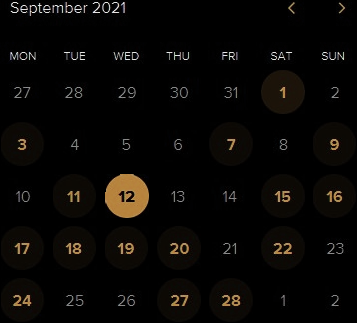 September 2021
MON TUE WED THU FRI SAT SUN
27 28 29 30 31 1 2
3 4 5 6 7 8 9
10 11 12 13 14 15 16
17 18 19 20 21 22 23
24 25 26 27 28 1 2